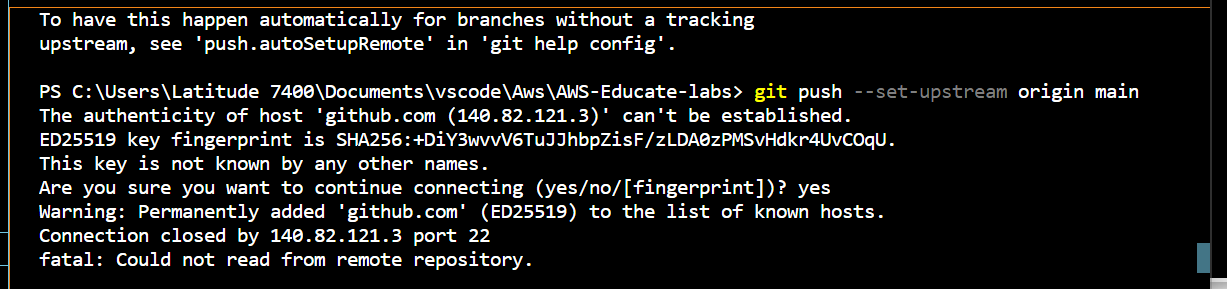 To have this happen automatically for branches without a tracking
upstream, see 'push.autoSetupRemote' in 'git help config'.
PS C:\Users\Latitude 7400\Documents\vscode\Aws\AWS-Educate-labs> git push --set-upstream origin main
The authenticity of host 'github.com (140.82.121.3)' can't be established.
ED25519 key fingerprint is SHA256:+DiY3wvvV6TuJJhbpZisF/zLDA0zPMSvHdkr4UvCOqU.
This key is not known by any other names.
Are you sure you want to continue connecting (yes/no/[fingerprint])? yes
Warning: Permanently added 'github.com' (ED25519) to the list of known hosts.
Connection closed by 140.82.121.3 port 22
fatal: Could not read from remote repository.